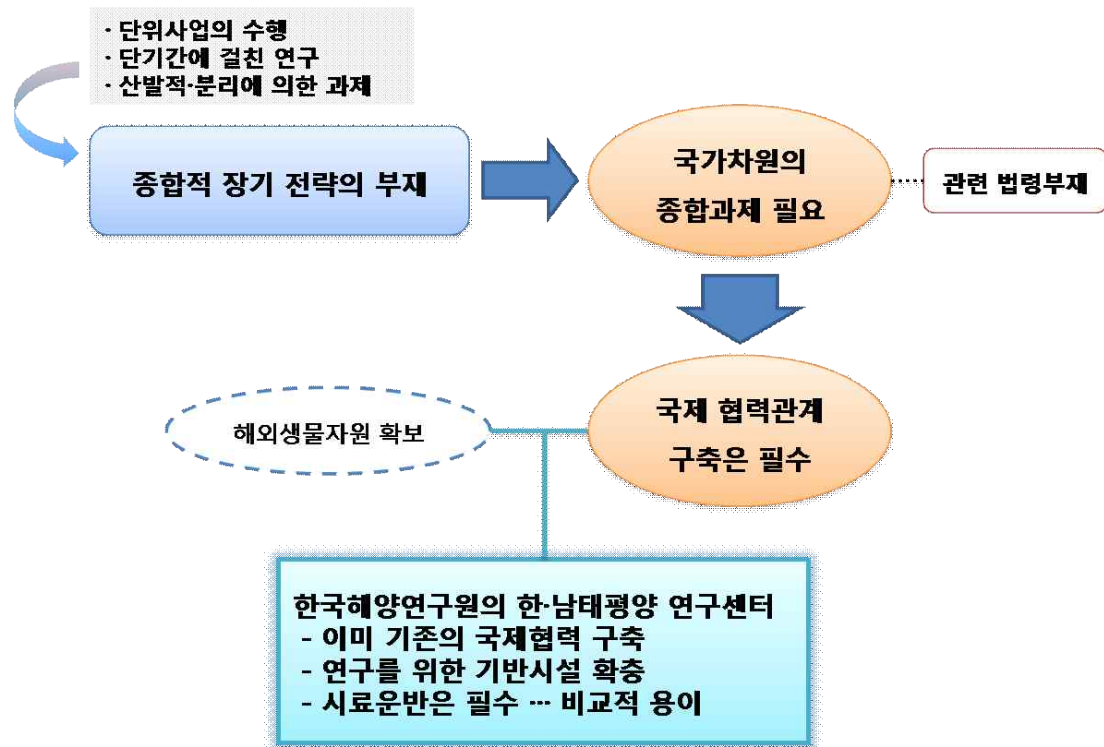 · 단위사업의 수행
· 단기간에 걸친 연구
· 산발적·분리에 의한 과제
종합적 장기 전략의 부재
국가차원의
종합과제 필요
관련 법령부재
국제 협력관계
구축은 필수
해외생물자원 확보
한국해양연구원의 한·남태평양 연구센터
- 이미 기존의 국제협력 구축
- 연구를 위한 기반시설 확충
- 시료운반은 필수 … 비교적 용이